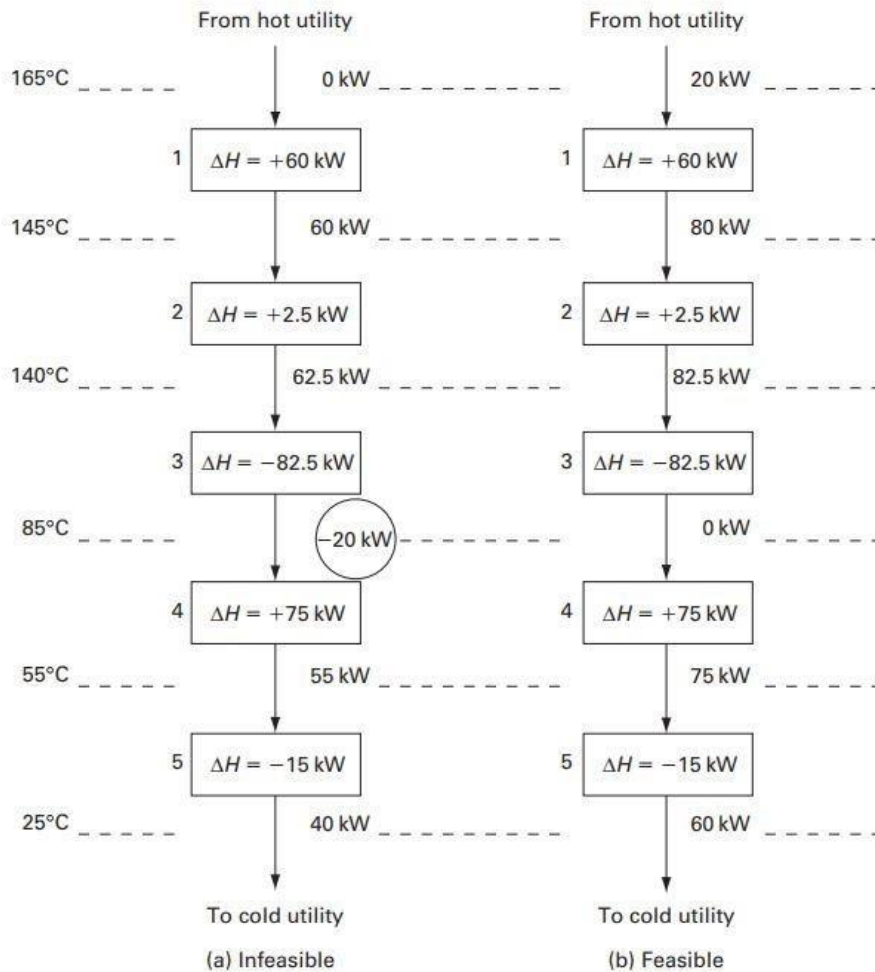 From hot utility From hot utility
165°C 0 kW 20 kW
1 ΔH = +60 kW 1 ΔH = +60 kW
145°C 60 kW 80 kW
2 ΔH = +2.5 kW 2 ΔH = +2.5 kW
140°C 62.5 kW 82.5 kW
3 ΔH = −82.5 kW 3 ΔH = −82.5 kW
85°C −20 kW 0 kW
4 ΔH = +75 kW 4 ΔH = +75 kW
55°C 55 kW 75 kW
5 ΔH = −15 kW 5 ΔH = −15 kW
25°C 40 kW 60 kW
To cold utility To cold utility
(a) Infeasible (b) Feasible